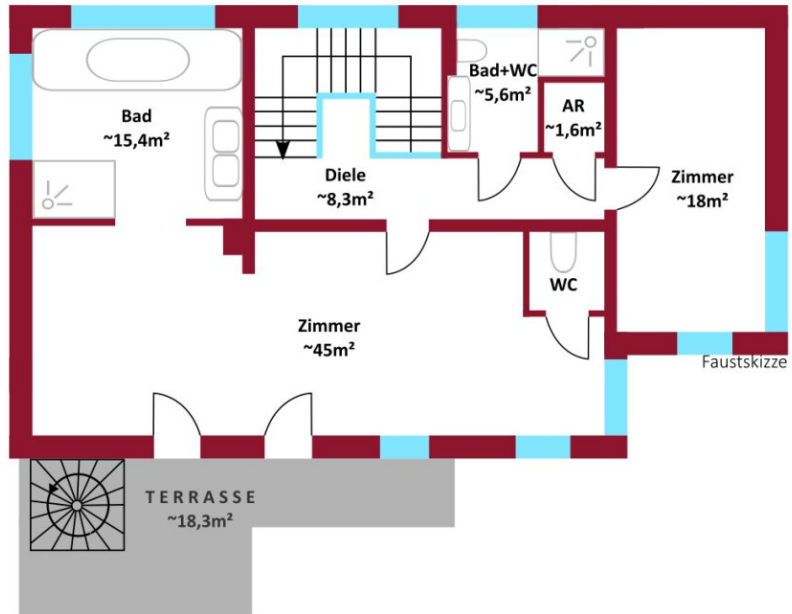 Bad
~15,4m²
Diele
~8,3m²
Bad+WC
~5,6m²
AR
~1,6m²
Zimmer
~18m²
WC
Zimmer
~45m²
Faustskizze
TERRASSE
~18,3m²